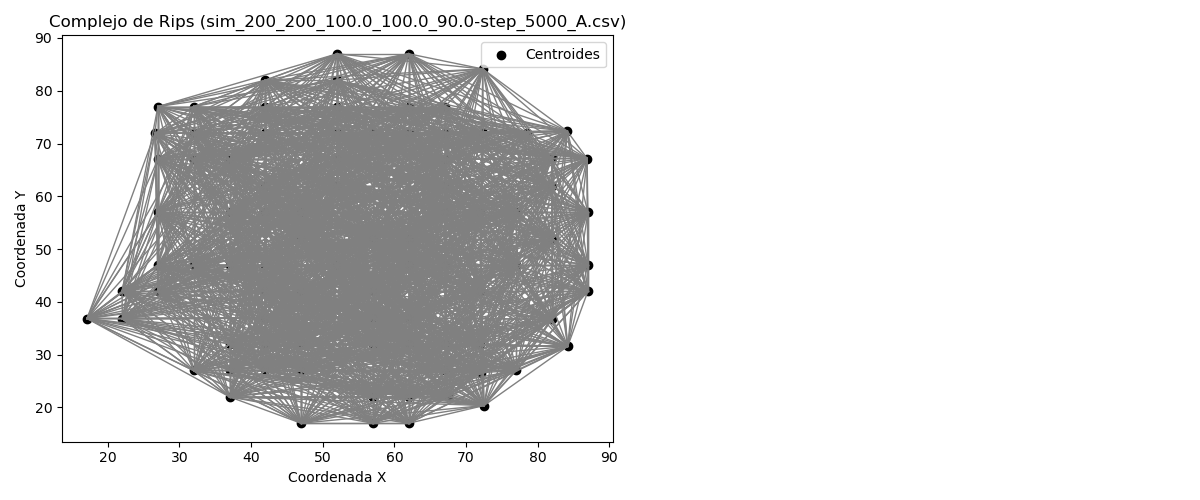 Complejo de Rips (sim_200_200_100.0_100.0_90.0-step_5000_A.csv)
Centroides
90
80
70
60
50
40
30
20
Coordenada Y
20 30 40 50 60 70 80 90
Coordenada X